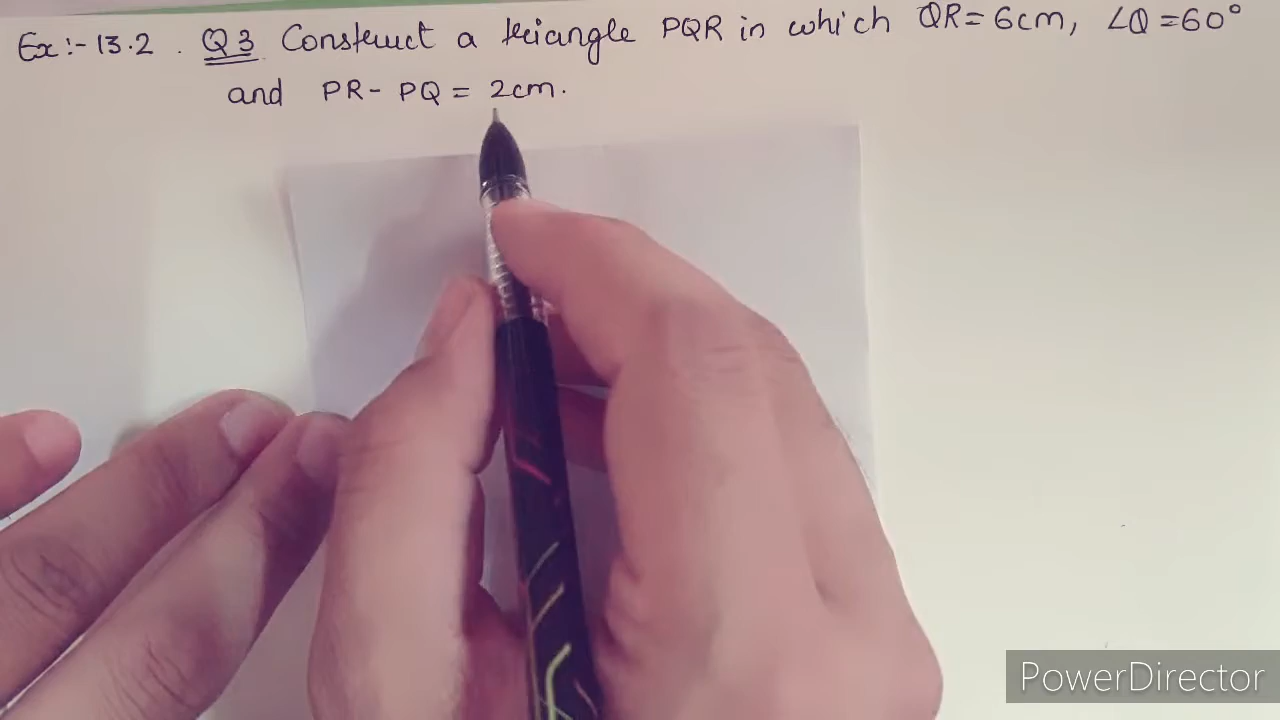 Ex:- 13.2 . Q3 Construct a triangle PQR in which QR = 6cm, ∠Q = 60°
and PR - PQ = 2cm.
PowerDirector